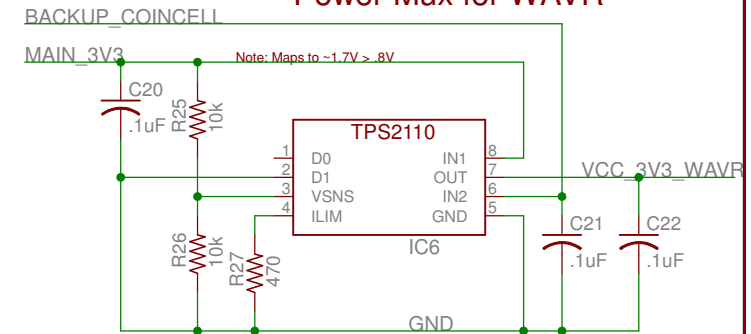 Power Max for WAVR
BACKUP_COINCELL
MAIN_3V3
Note: Maps to ~1.7V > .8V
C20
.1uF
R25
10k
TPS2110
1
D0
IN1
8
2
D1
OUT
7
VCC_3V3_WAVR
3
VSNS
IN2
6
4
ILIM
GND
5
IC6
R26
10k
R27
470
C21
.1uF
C22
.1uF
GND